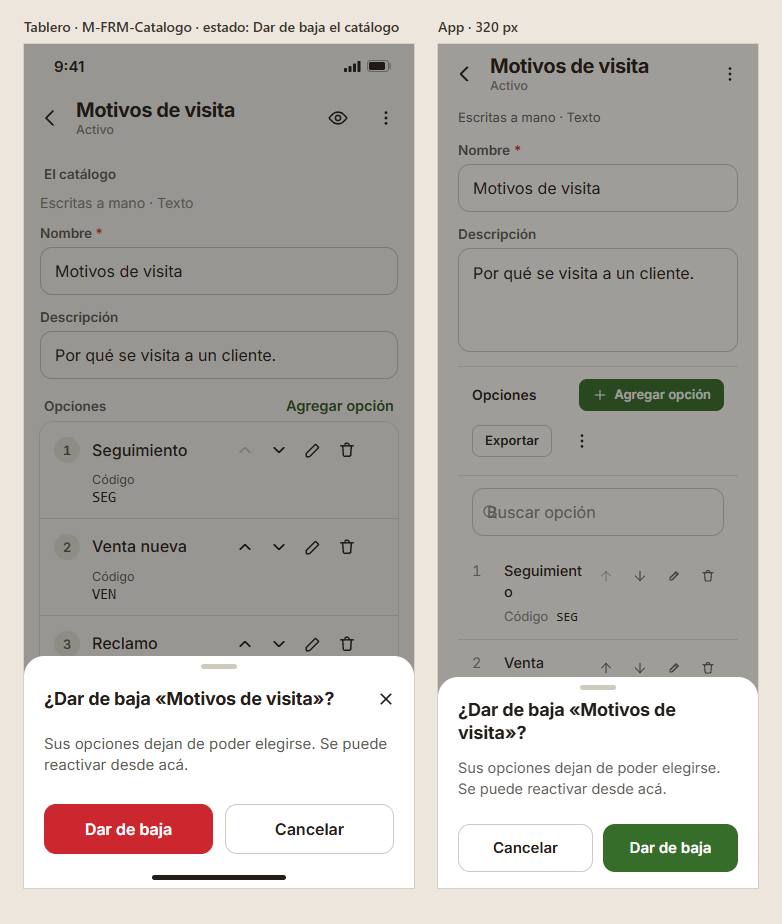 Tablero · M-FRM-Catalogo · estado: Dar de baja el catálogo
9:41
Motivos de visita
Activo
El catálogo
Escritas a mano · Texto
Nombre *
Motivos de visita
Descripción
Por qué se visita a un cliente.
Opciones
Agregar opción
1
Seguimiento
Código
SEG
2
Venta nueva
Código
VEN
3
Reclamo
¿Dar de baja «Motivos de visita»?
Sus opciones dejan de poder elegirse. Se puede
reactivar desde acá.
Dar de baja
Cancelar
App · 320 px
Motivos de visita
Activo
Escritas a mano · Texto
Nombre *
Motivos de visita
Descripción
Por qué se visita a un cliente.
Opciones
Agregar opción
Exportar
Buscar opción
1
Seguimient
o
Código SEG
2
Venta
¿Dar de baja «Motivos de
visita»?
Sus opciones dejan de poder elegirse.
Se puede reactivar desde acá.
Cancelar
Dar de baja